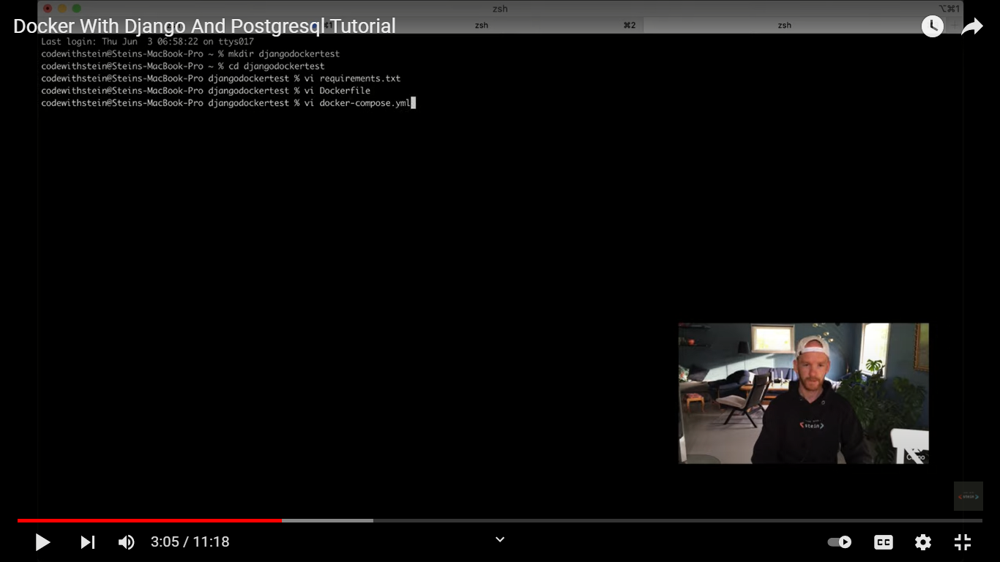 zsh
⌥⌘1
Docker With Django And Postgresql Tutorial
zsh
⌘2
zsh
Last login: Thu Jun  3 06:58:22 on ttys017
codewithstein@Steins-MacBook-Pro ~ % mkdir djangodockertest
codewithstein@Steins-MacBook-Pro ~ % cd djangodockertest
codewithstein@Steins-MacBook-Pro djangodockertest % vi requirements.txt
codewithstein@Steins-MacBook-Pro djangodockertest % vi Dockerfile
codewithstein@Steins-MacBook-Pro djangodockertest % vi docker-compose.yml
<stein>
<stein>
3:05 / 11:18
CC